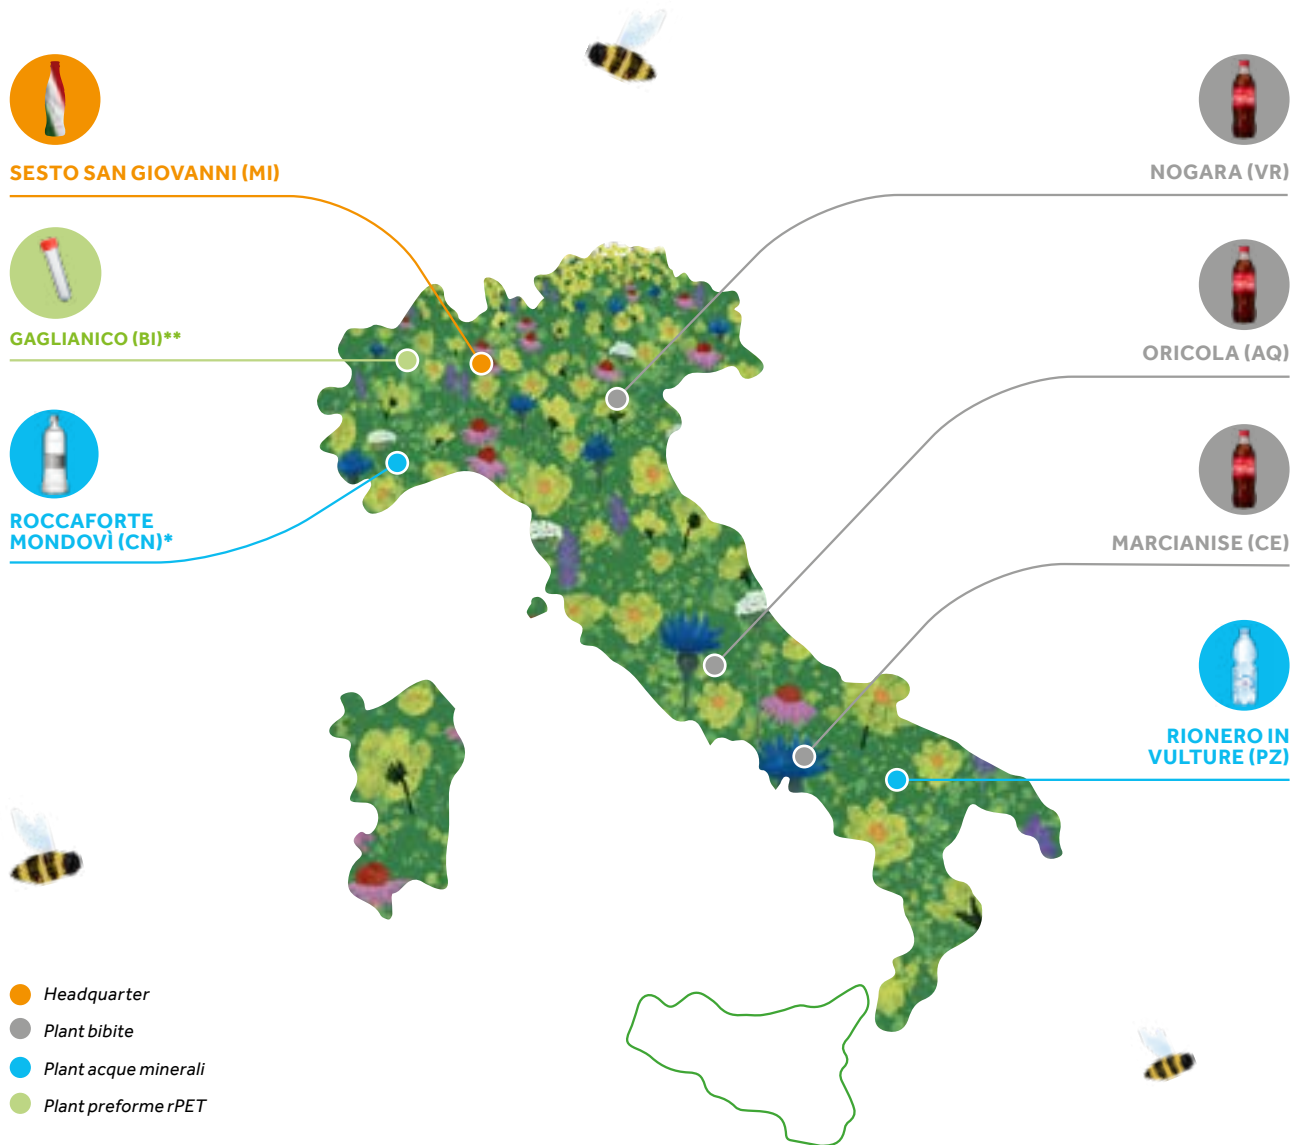 SESTO SAN GIOVANNI (MI)
GAGLIANICO (BI)**
ROCCAFORTE
MONDOVÌ (CN)*
NOGARA (VR)
ORICOLA (AQ)
MARCIANISE (CE)
RIONERO IN
VULTURE (PZ)
Headquarter
Plant bibite
Plant acque minerali
Plant preforme rPET